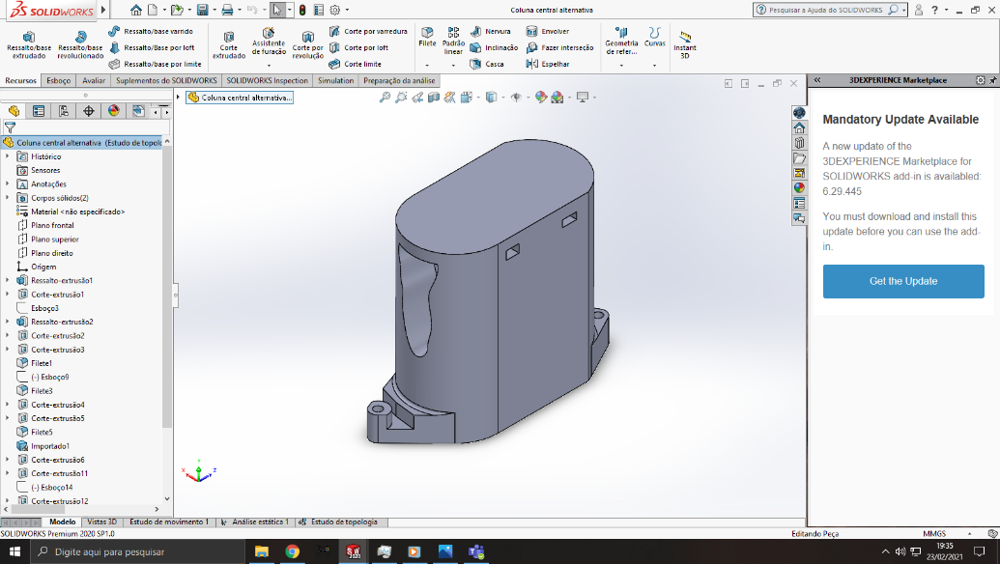 SOLIDWORKS
Coluna central alternativa
Pesquisar a Ajuda do SOLIDWORKS
Ressalto/base extrudado
Ressalto/base revolucionado
Ressalto/base varrido
Ressalto/Base por loft
Ressalto/base por limite
Corte extrudado
Assistente de furação
Corte por revolução
Corte por varredura
Corte por loft
Corte limite
Filete
Padrão linear
Nervura
Inclinação
Casca
Envolver
Fazer interseção
Espelhar
Geometria de refer...
Curvas
Instant 3D
Recursos
Esboço
Avaliar
Suplementos do SOLIDWORKS
SOLIDWORKS Inspection
Simulation
Preparação da análise
Coluna central alternativa...
Coluna central alternativa (Estudo de topolo
Histórico
Sensores
Anotações
Corpos sólidos(2)
Material <não especificado>
Plano frontal
Plano superior
Plano direito
Origem
Ressalto-extrusão1
Corte-extrusão1
Esboço3
Ressalto-extrusão2
Corte-extrusão2
Corte-extrusão3
Filete1
(-) Esboço9
Filete3
Corte-extrusão4
Corte-extrusão5
Filete5
Importado1
Corte-extrusão6
Corte-extrusão11
(-) Esboço14
Corte-extrusão12
3DEXPERIENCE Marketplace
Mandatory Update Available
A new update of the
3DEXPERIENCE Marketplace for
SOLIDWORKS add-in is availabled:
6.29.445
You must download and install this
update before you can use the add-
in.
Get the Update
Modelo
Vistas 3D
Estudo de movimento 1
Análise estática 1
Estudo de topologia
SOLIDWORKS Premium 2020 SP1.0
Editando Peça
MMGS
Digite aqui para pesquisar
19:35
23/02/2021